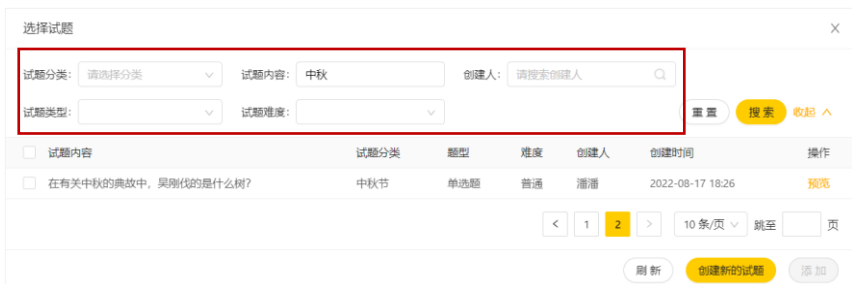 选择试题
试题分类: 请选择分类 试题内容: 中秋 创建人: 请搜索创建人
试题类型: 试题难度: 重置 搜索 收起
试题内容 试题分类 题型 难度 创建人 创建时间 操作
在有关中秋的典故中，吴刚伐的是什么树? 中秋节 单选题 普通 潘潘 2022-08-17 18:26 预览
< 1 2 > 10 条/页 跳至 页
刷新 创建新的试题 添加